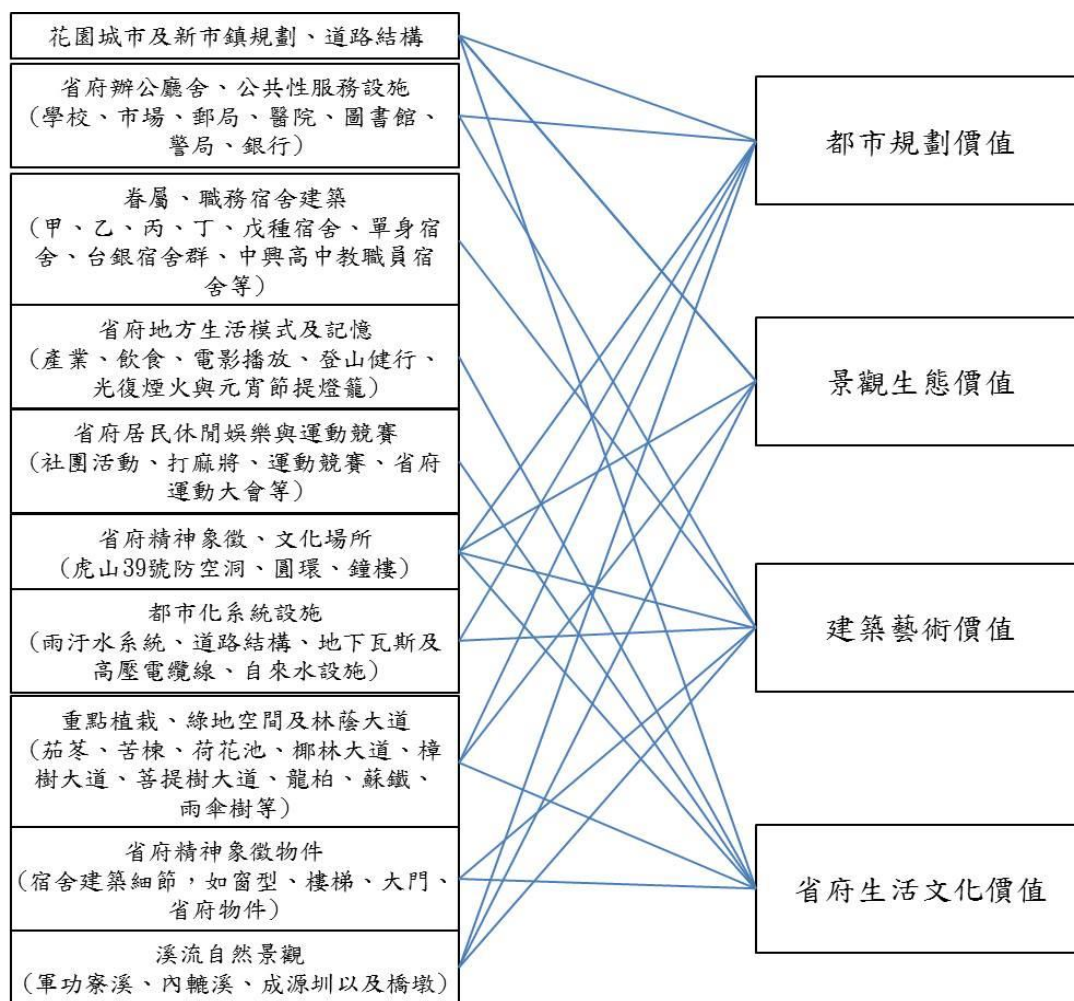 花園城市及新市鎮規劃、道路結構
省府辦公廳舍、公共性服務設施
(學校、市場、郵局、醫院、圖書館、
警局、銀行)
眷屬、職務宿舍建築
(甲、乙、丙、丁、戊種宿舍、單身宿
舍、台銀宿舍群、中興高中教職員宿
舍等)
省府地方生活模式及記憶
(產業、飲食、電影播放、登山健行、
光復煙火與元宵節提燈籠)
省府居民休閒娛樂與運動競賽
(社團活動、打麻將、運動競賽、省府
運動大會等)
省府精神象徵、文化場所
(虎山39號防空洞、圓環、鐘樓)
都市化系統設施
(雨汙水系統、道路結構、地下瓦斯及
高壓電纜線、自來水設施)
重點植栽、綠地空間及林蔭大道
(茄苳、苦楝、荷花池、椰林大道、樟
樹大道、菩提樹大道、龍柏、蘇鐵、
雨傘樹等)
省府精神象徵物件
(宿舍建築細節，如窗型、樓梯、大門、
省府物件)
溪流自然景觀
(軍功寮溪、內轆溪、成源圳以及橋墩)
都市規劃價值
景觀生態價值
建築藝術價值
省府生活文化價值